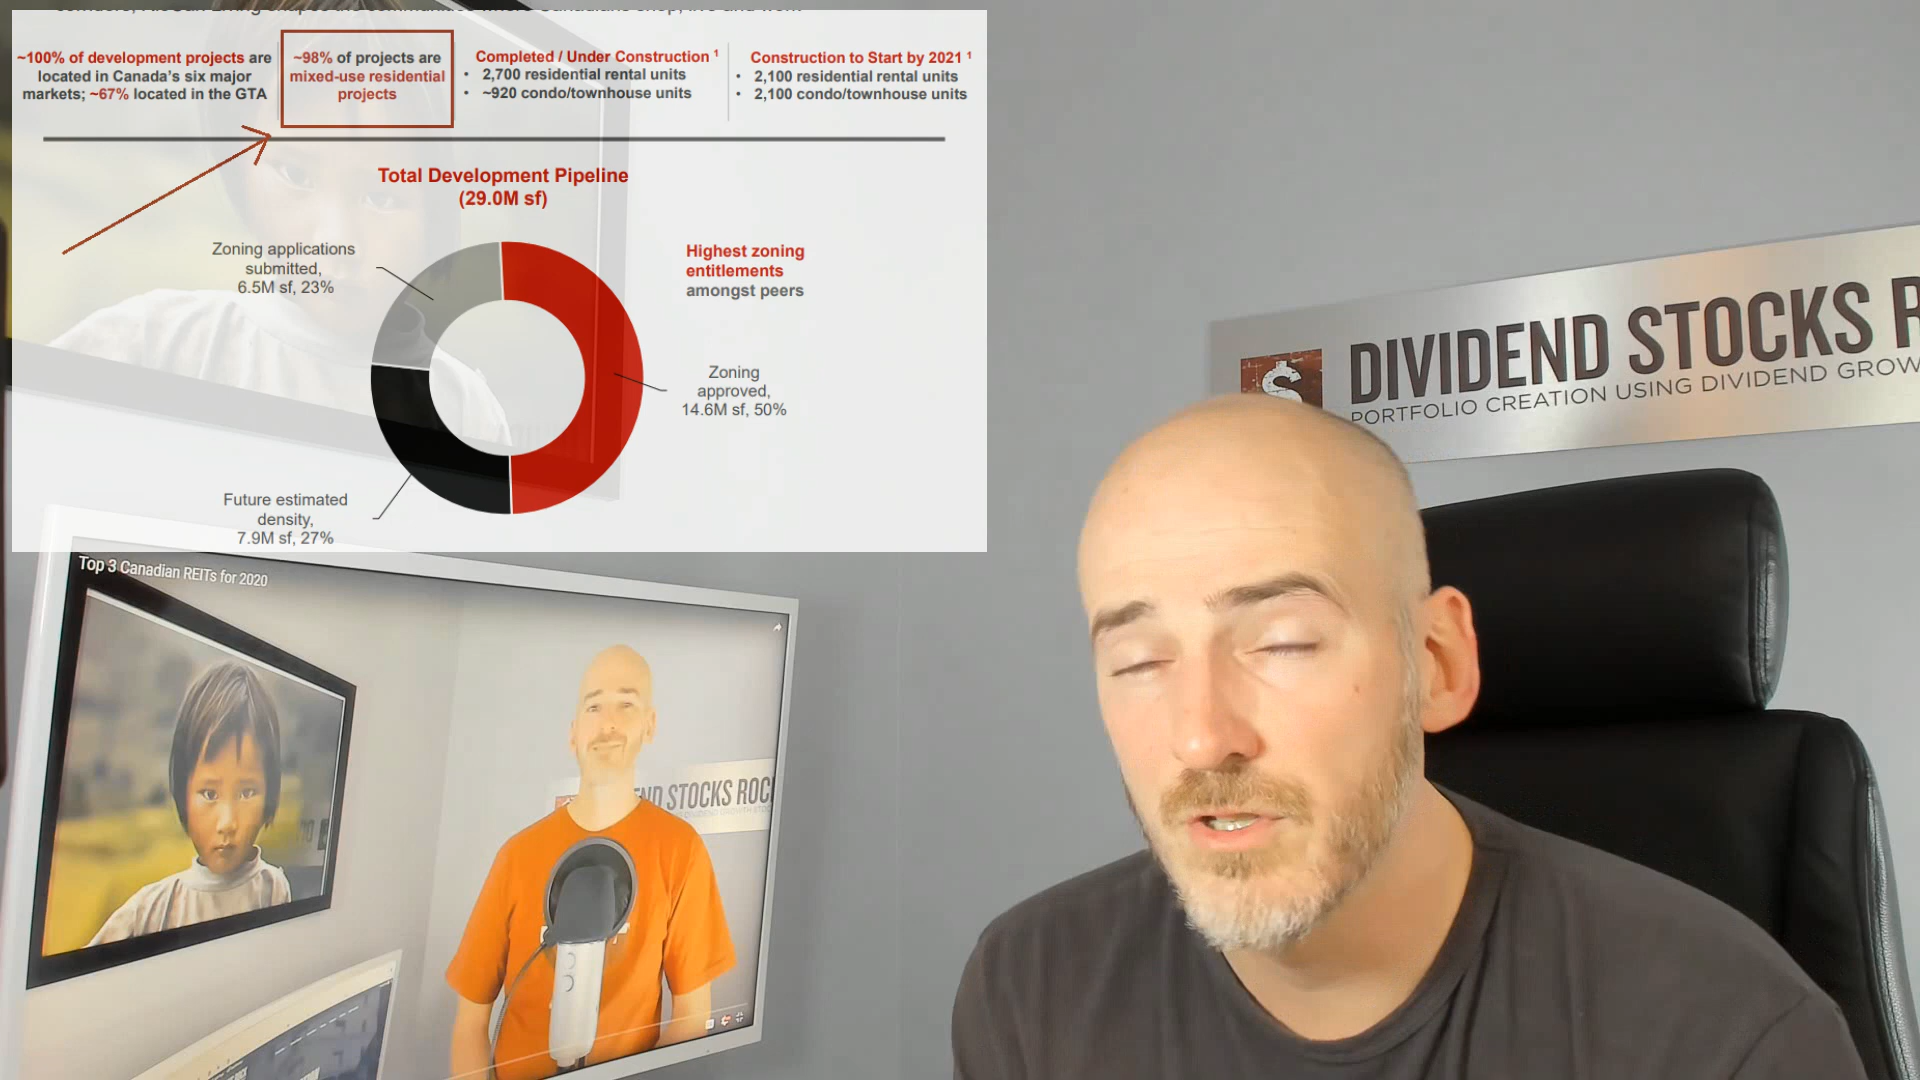 ~100% of development projects are
located in Canada's six major
markets; ~67% located in the GTA
~98% of projects are
mixed-use residential
projects
Completed / Under Construction 1
• 2,700 residential rental units
• ~920 condo/townhouse units
Construction to Start by 2021 1
• 2,100 residential rental units
• 2,100 condo/townhouse units
Total Development Pipeline
(29.0M sf)
Zoning applications
submitted,
6.5M sf, 23%
Highest zoning
entitlements
amongst peers
Zoning
approved,
14.6M sf, 50%
Future estimated
density,
7.9M sf, 27%
DIVIDEND STOCKS R
PORTFOLIO CREATION USING DIVIDEND GROW
Top 3 Canadian REITs for 2020
END STOCKS ROC